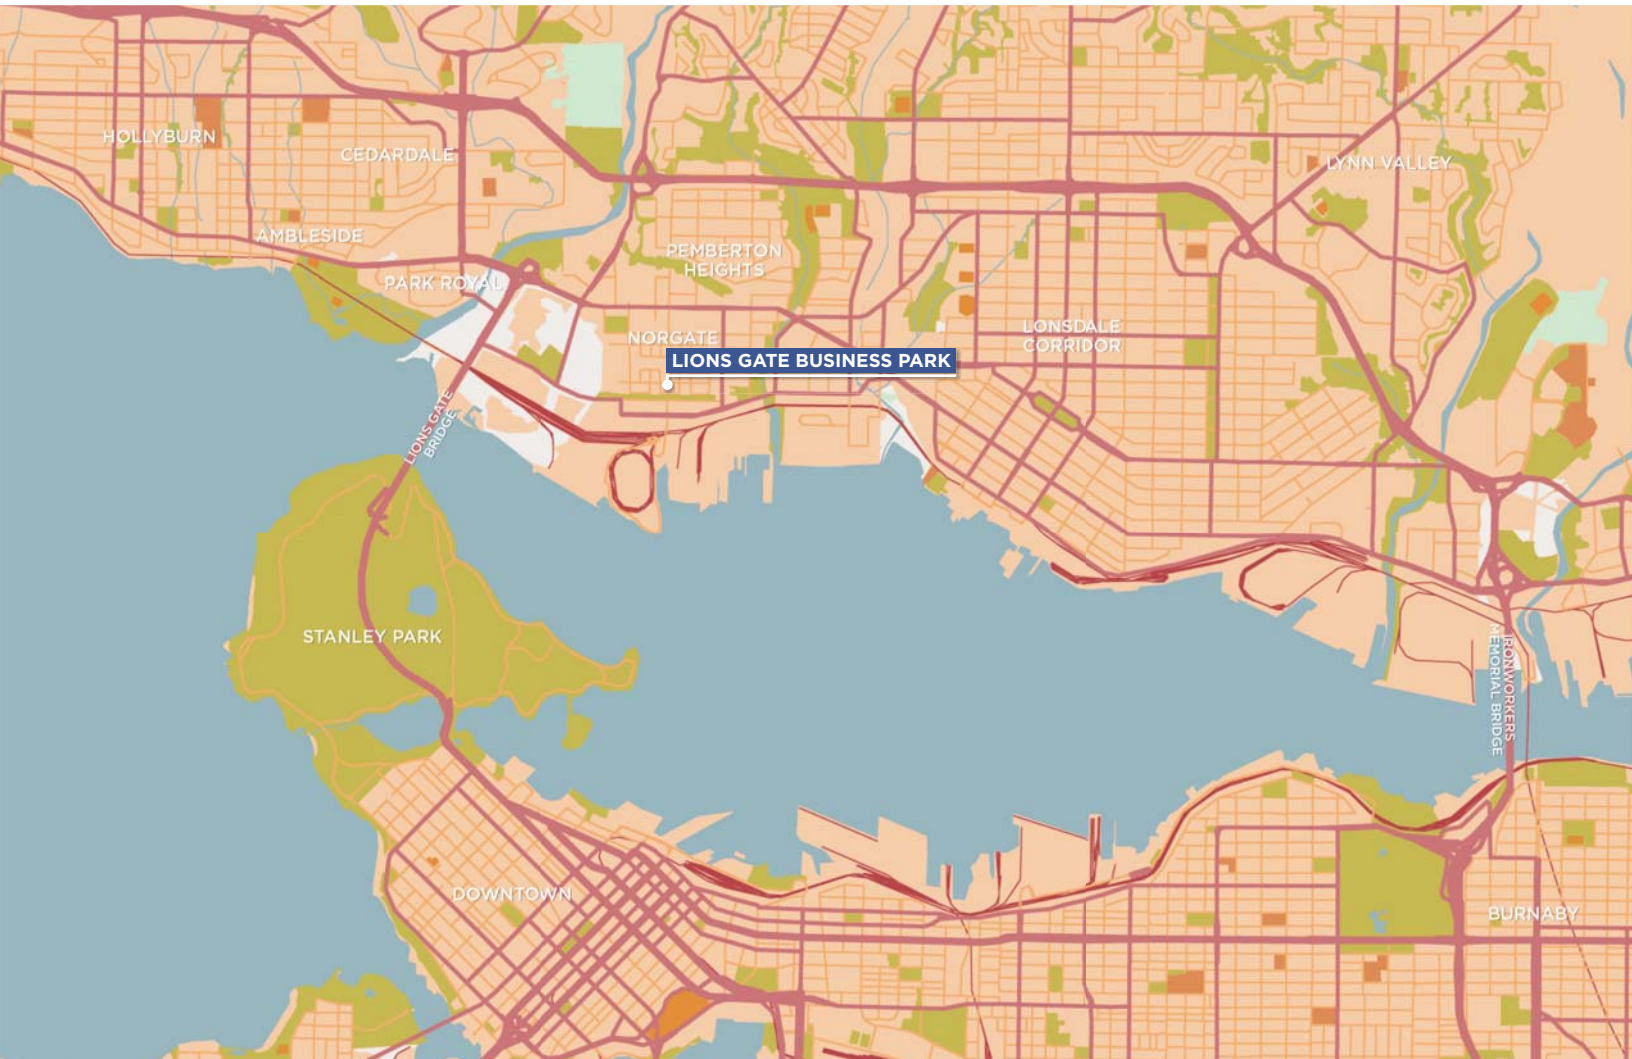 HOLLYBURN
CEDARDALE
LYNN VALLEY
AMBLESIDE
PEMBERTON
HEIGHTS
PARK ROYAL
NORGATE
LONSDALE
CORRIDOR
LIONS GATE BUSINESS PARK
LIONS GATE
BRIDGE
STANLEY PARK
IRONWORKERS
MEMORIAL BRIDGE
DOWNTOWN
BURNABY